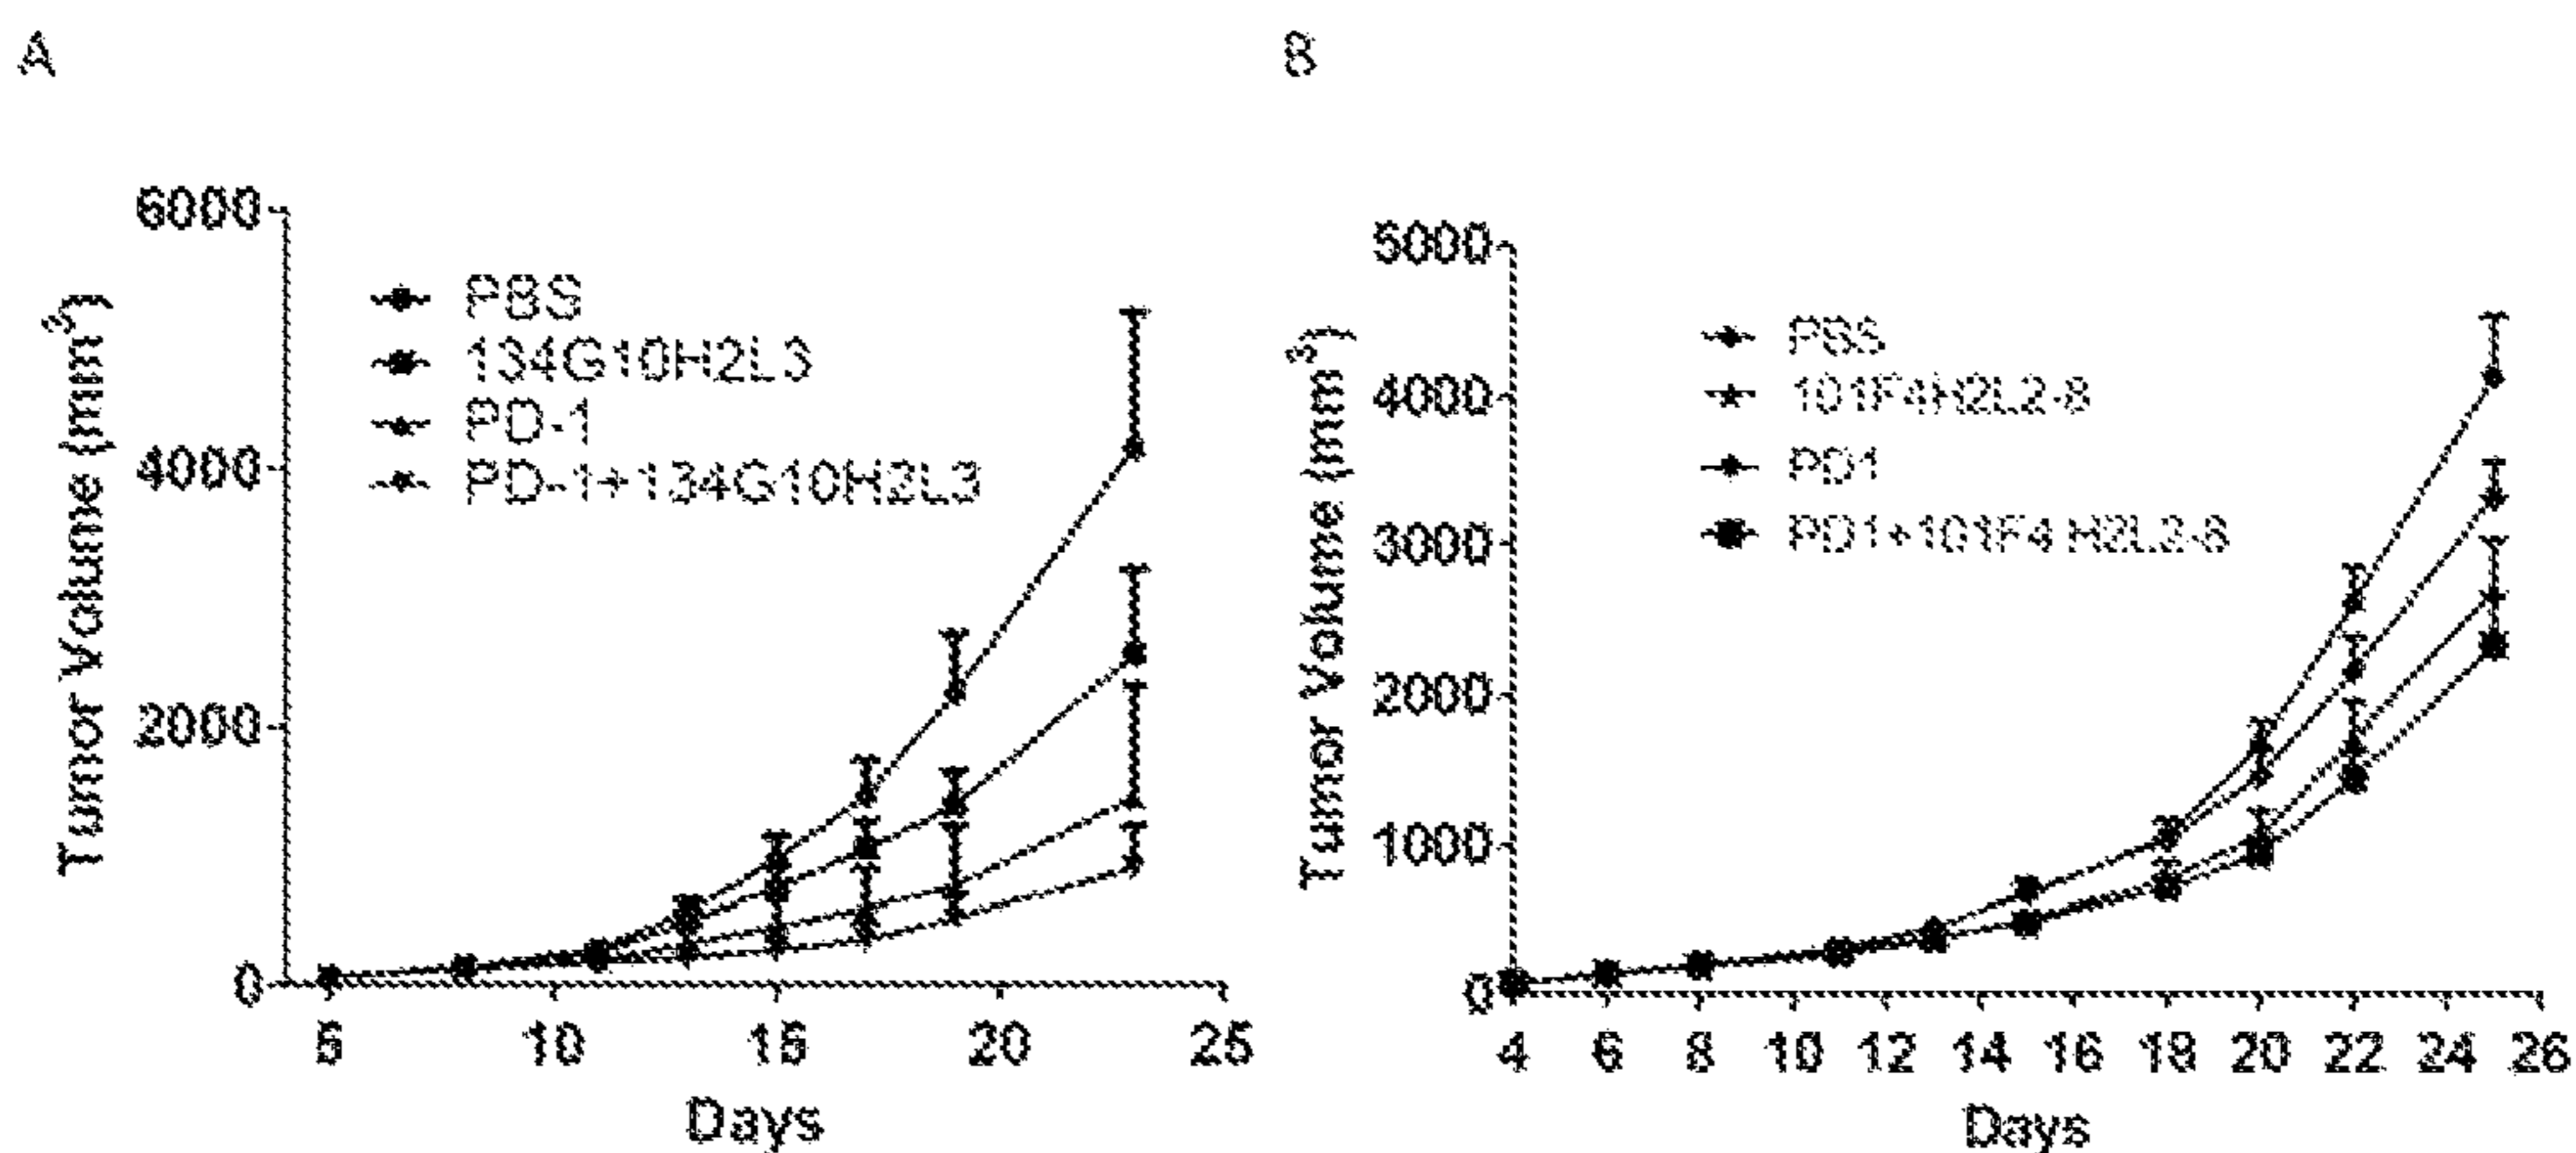 A
B
6000
4000
2000
0
Tumor Volume (mm³)
PBS
134G10H2L3
PD-1
PD-1+134G10H2L3
5 10 15 20 25
Days
5000
4000
3000
2000
1000
0
Tumor Volume (mm³)
PBS
101F4H2L2-8
PD1
PD1+101F4 H2L2-8
4 6 8 10 12 14 16 18 20 22 24 26
Days